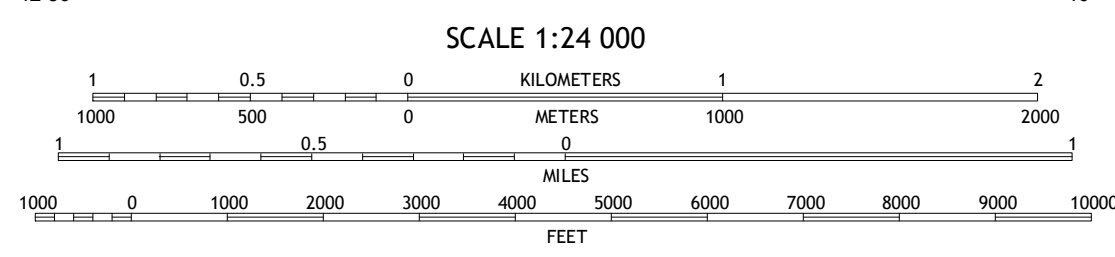 SCALE 1:24 000
1 0.5 0 KILOMETERS 1 2
1000 500 0 METERS 1000 2000
1 0.5 0 1
MILES
1000 0 1000 2000 3000 4000 5000 6000 7000 8000 9000 10000
FEET